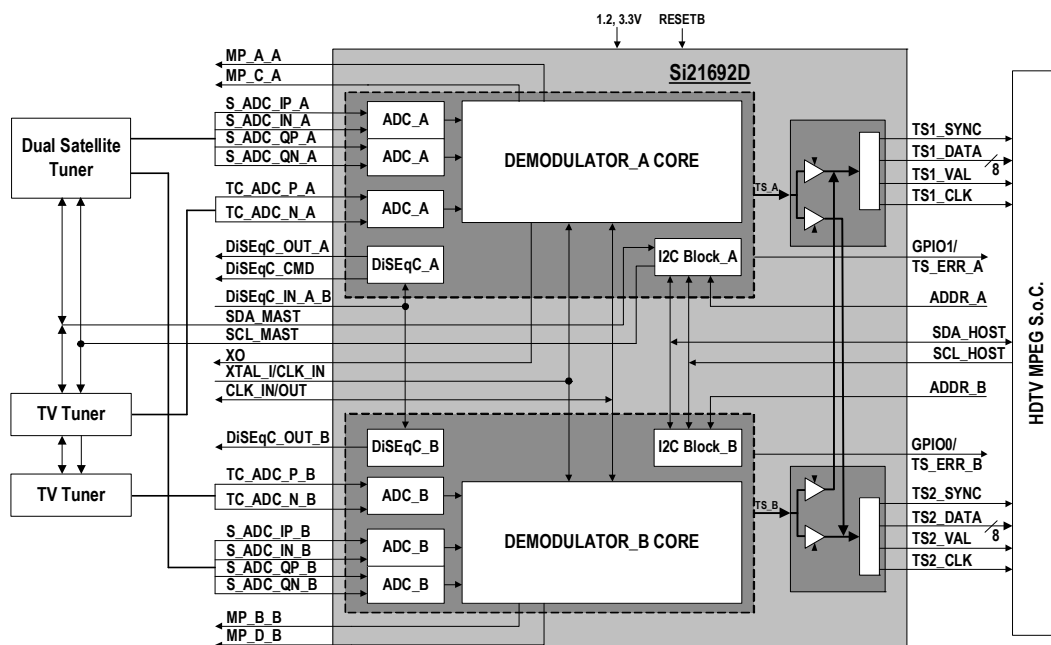 1.2, 3.3V
RESETB
Si21692D
MP_A_A
MP_C_A
S_ADC_IP_A
S_ADC_IN_A
S_ADC_QP_A
S_ADC_QN_A
ADC_A
ADC_A
DEMODULATOR_A CORE
Dual Satellite
Tuner
TC_ADC_P_A
TC_ADC_N_A
ADC_A
TS_A
TS1_SYNC
TS1_DATA
8
TS1_VAL
TS1_CLK
DiSEqC_OUT_A
DiSEqC_CMD
DiSEqC_A
I2C Block_A
GPIO1/
TS_ERR_A
DiSEqC_IN_A_B
ADDR_A
SDA_MAST
SCL_MAST
SDA_HOST
XO
SCL_HOST
XTAL_I/CLK_IN
CLK_IN/OUT
ADDR_B
HDTV MPEG S.o.C.
TV Tuner
DiSEqC_OUT_B
DiSEqC_B
I2C Block_B
GPIO0/
TS_ERR_B
TV Tuner
TC_ADC_P_B
TC_ADC_N_B
ADC_B
TS_B
TS2_SYNC
TS2_DATA
8
TS2_VAL
TS2_CLK
S_ADC_IP_B
S_ADC_IN_B
S_ADC_QP_B
S_ADC_QN_B
ADC_B
ADC_B
DEMODULATOR_B CORE
MP_B_B
MP_D_B